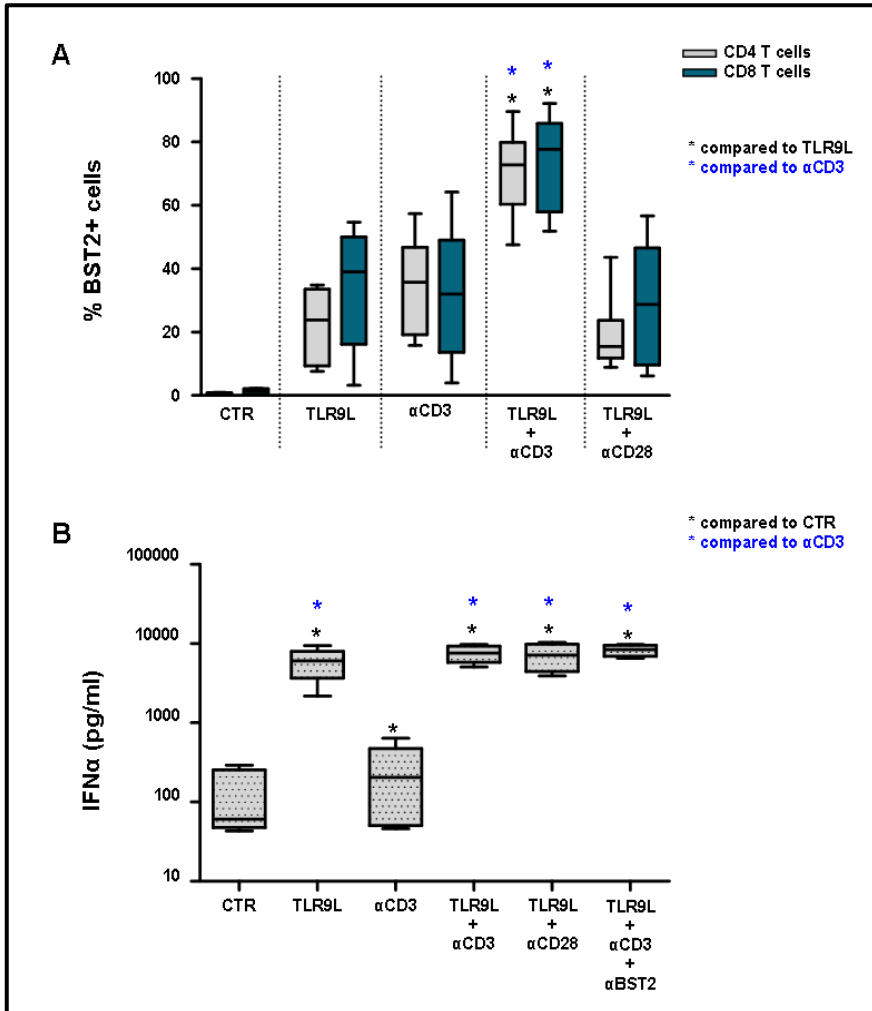 A
CD4 T cells
CD8 T cells
* compared to TLR9L
* compared to αCD3
% BST2+ cells
100
80
60
40
20
0
* *
* *
CTR
TLR9L
αCD3
TLR9L
+
αCD3
TLR9L
+
αCD28
B
* compared to CTR
* compared to αCD3
IFNα (pg/ml)
100000
10000
1000
100
10
* * * *
* * * *
*
CTR
TLR9L
αCD3
TLR9L
+
αCD3
TLR9L
+
αCD28
TLR9L
+
αCD3
+
αBST2